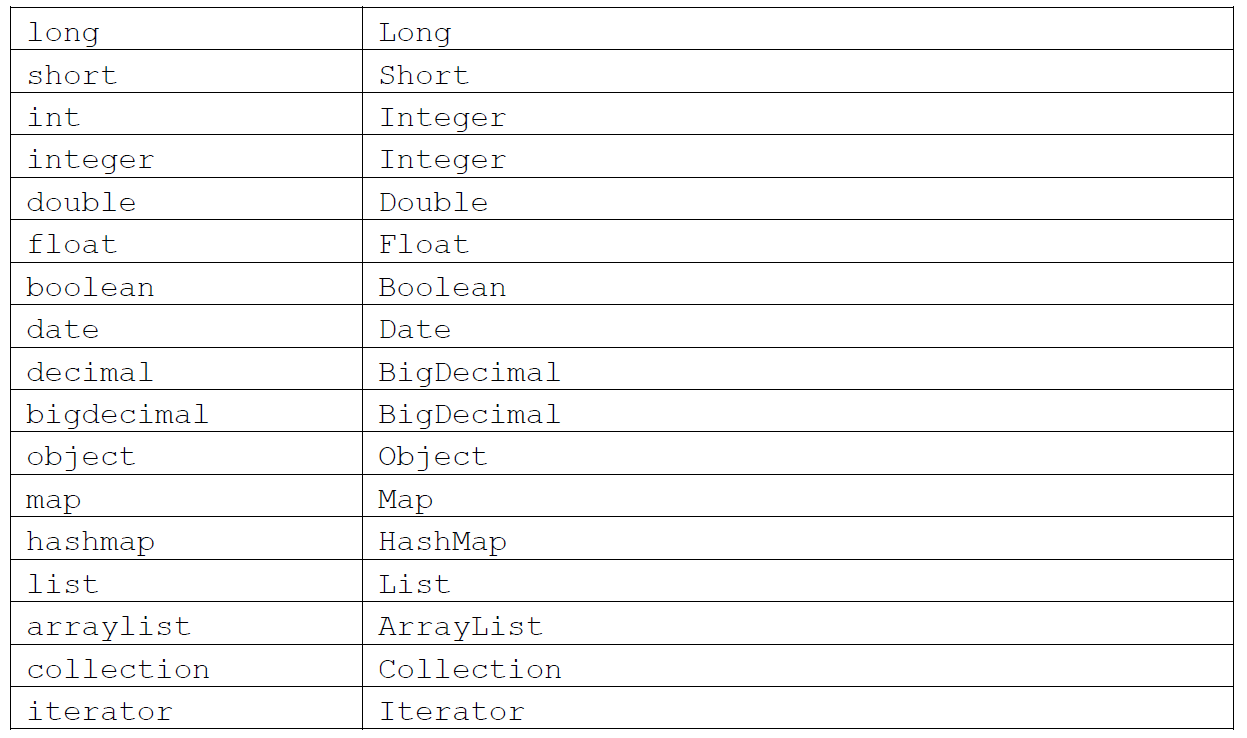 long Long
short Short
int Integer
integer Integer
double Double
float Float
boolean Boolean
date Date
decimal BigDecimal
bigdecimal BigDecimal
object Object
map Map
hashmap HashMap
list List
arraylist ArrayList
collection Collection
iterator Iterator